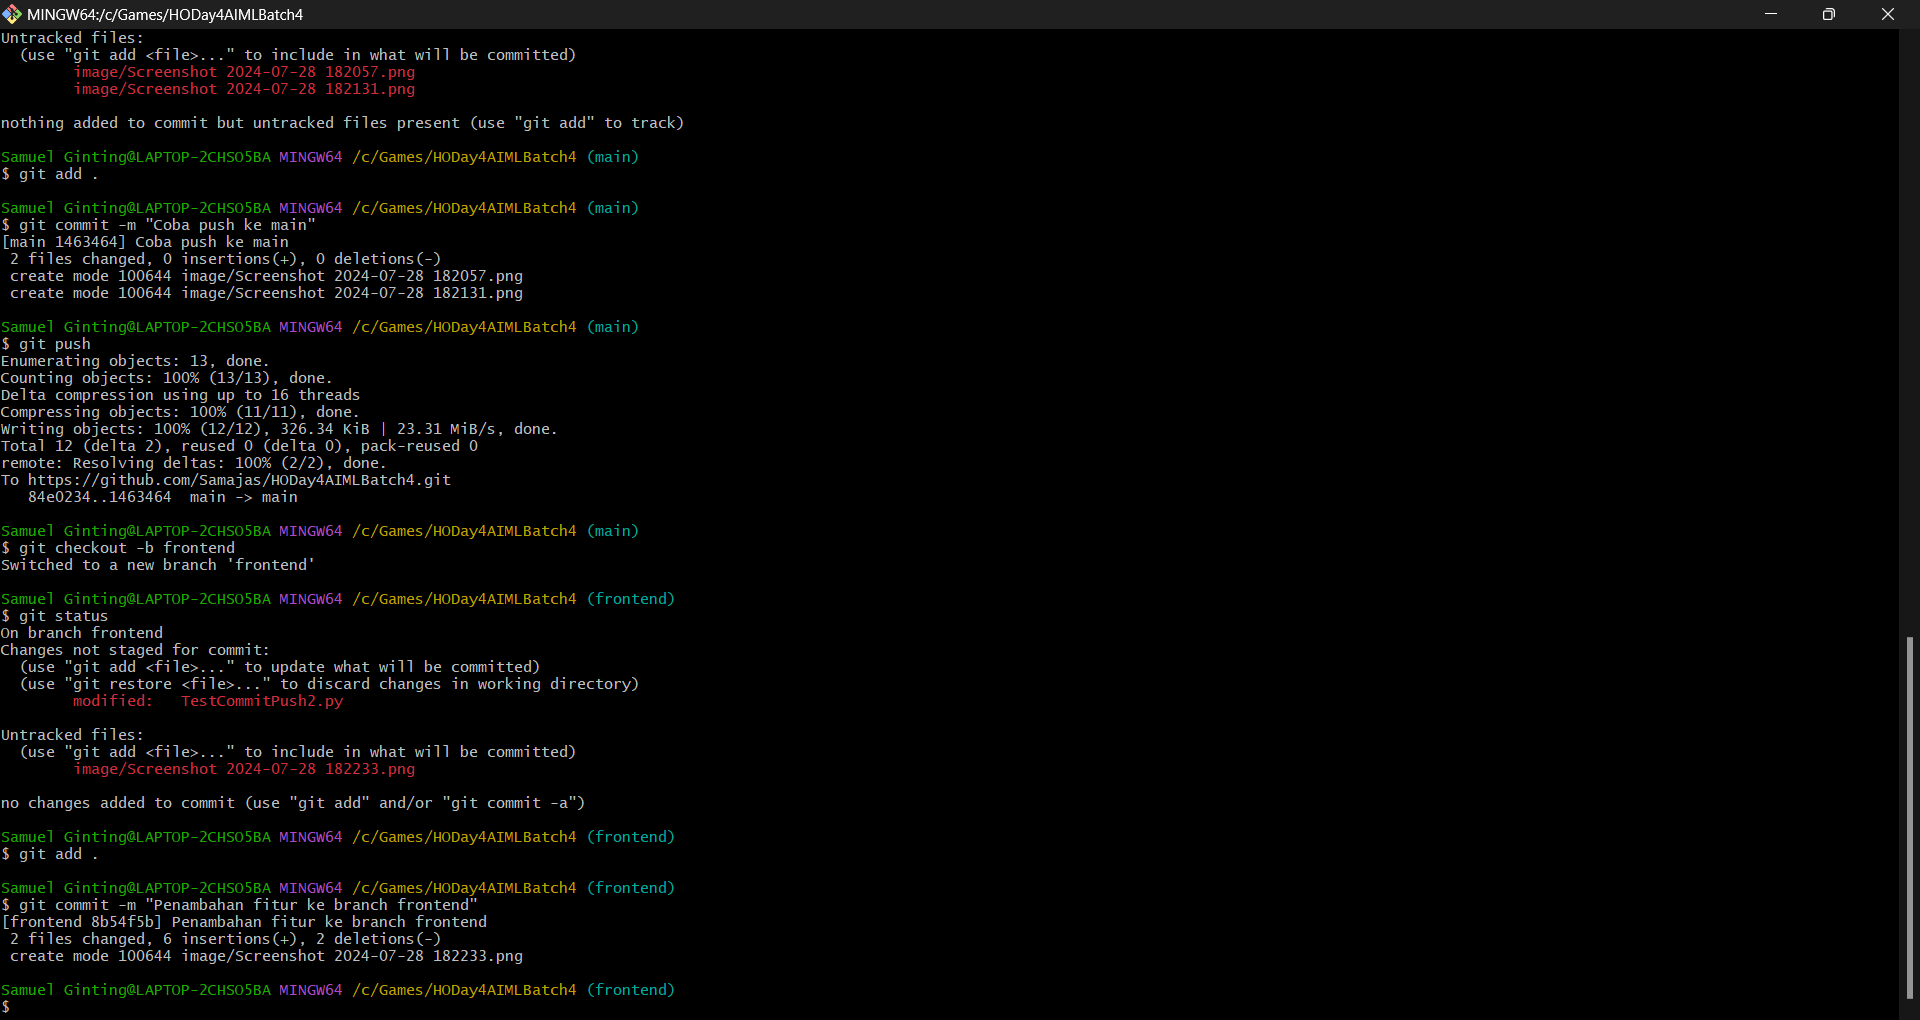 MINGW64:/c/Games/HODay4AIMLBatch4
Untracked files:
  (use "git add <file>..." to include in what will be committed)
        image/Screenshot 2024-07-28 182057.png
        image/Screenshot 2024-07-28 182131.png

nothing added to commit but untracked files present (use "git add" to track)

Samuel Ginting@LAPTOP-2CHSO5BA MINGW64 /c/Games/HODay4AIMLBatch4 (main)
$ git add .

Samuel Ginting@LAPTOP-2CHSO5BA MINGW64 /c/Games/HODay4AIMLBatch4 (main)
$ git commit -m "Coba push ke main"
[main 1463464] Coba push ke main
 2 files changed, 0 insertions(+), 0 deletions(-)
 create mode 100644 image/Screenshot 2024-07-28 182057.png
 create mode 100644 image/Screenshot 2024-07-28 182131.png

Samuel Ginting@LAPTOP-2CHSO5BA MINGW64 /c/Games/HODay4AIMLBatch4 (main)
$ git push
Enumerating objects: 13, done.
Counting objects: 100% (13/13), done.
Delta compression using up to 16 threads
Compressing objects: 100% (11/11), done.
Writing objects: 100% (12/12), 326.34 KiB | 23.31 MiB/s, done.
Total 12 (delta 2), reused 0 (delta 0), pack-reused 0
remote: Resolving deltas: 100% (2/2), done.
To https://github.com/Samajas/HODay4AIMLBatch4.git
   84e0234..1463464  main -> main

Samuel Ginting@LAPTOP-2CHSO5BA MINGW64 /c/Games/HODay4AIMLBatch4 (main)
$ git checkout -b frontend
Switched to a new branch 'frontend'

Samuel Ginting@LAPTOP-2CHSO5BA MINGW64 /c/Games/HODay4AIMLBatch4 (frontend)
$ git status
On branch frontend
Changes not staged for commit:
  (use "git add <file>..." to update what will be committed)
  (use "git restore <file>..." to discard changes in working directory)
        modified:   TestCommitPush2.py

Untracked files:
  (use "git add <file>..." to include in what will be committed)
        image/Screenshot 2024-07-28 182233.png

no changes added to commit (use "git add" and/or "git commit -a")

Samuel Ginting@LAPTOP-2CHSO5BA MINGW64 /c/Games/HODay4AIMLBatch4 (frontend)
$ git add .

Samuel Ginting@LAPTOP-2CHSO5BA MINGW64 /c/Games/HODay4AIMLBatch4 (frontend)
$ git commit -m "Penambahan fitur ke branch frontend"
[frontend 8b54f5b] Penambahan fitur ke branch frontend
 2 files changed, 6 insertions(+), 2 deletions(-)
 create mode 100644 image/Screenshot 2024-07-28 182233.png

Samuel Ginting@LAPTOP-2CHSO5BA MINGW64 /c/Games/HODay4AIMLBatch4 (frontend)
$